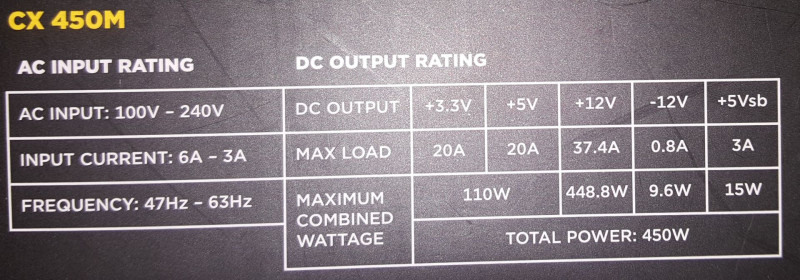 CX 450M
AC INPUT RATING
AC INPUT: 100V – 240V
INPUT CURRENT: 6A – 3A
FREQUENCY: 47Hz – 63Hz
DC OUTPUT RATING
DC OUTPUT +3.3V +5V +12V -12V +5Vsb
MAX LOAD 20A 20A 37.4A 0.8A 3A
MAXIMUM COMBINED WATTAGE 110W 448.8W 9.6W 15W
TOTAL POWER: 450W